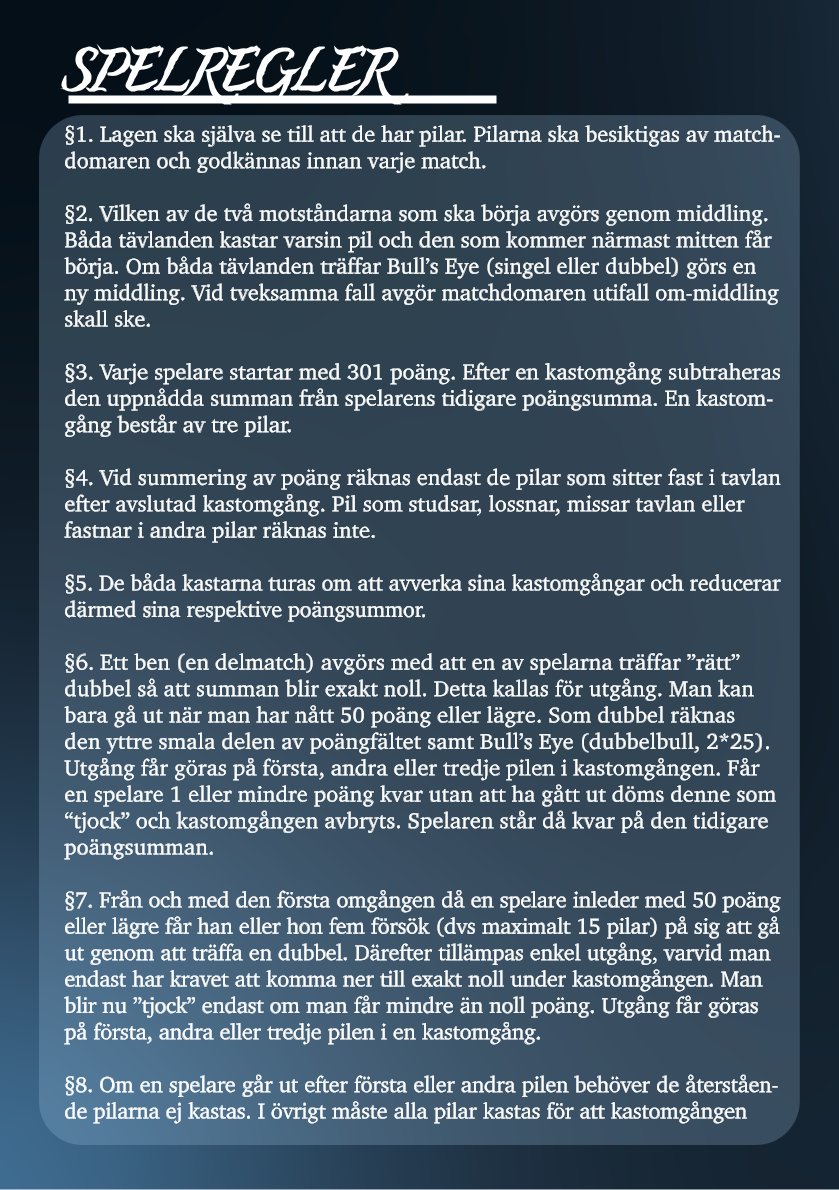 SPELREGLER
§1. Lagen ska själva se till att de har pilar. Pilarna ska besiktigas av match-
domaren och godkännas innan varje match.
§2. Vilken av de två motståndarna som ska börja avgörs genom middling.
Båda tävlanden kastar varsin pil och den som kommer närmast mitten får
börja. Om båda tävlanden träffar Bull’s Eye (singel eller dubbel) görs en
ny middling. Vid tveksamma fall avgör matchdomaren utifall om-middling
skall ske.
§3. Varje spelare startar med 301 poäng. Efter en kastomgång subtraheras
den uppnådda summan från spelarens tidigare poängsumma. En kastom-
gång består av tre pilar.
§4. Vid summering av poäng räknas endast de pilar som sitter fast i tavlan
efter avslutad kastomgång. Pil som studsar, lossnar, missar tavlan eller
fastnar i andra pilar räknas inte.
§5. De båda kastarna turas om att avverka sina kastomgångar och reducerar
därmed sina respektive poängsummor.
§6. Ett ben (en delmatch) avgörs med att en av spelarna träffar ”rätt”
dubbel så att summan blir exakt noll. Detta kallas för utgång. Man kan
bara gå ut när man har nått 50 poäng eller lägre. Som dubbel räknas
den yttre smala delen av poängfältet samt Bull’s Eye (dubbelbull, 2*25).
Utgång får göras på första, andra eller tredje pilen i kastomgången. Får
en spelare 1 eller mindre poäng kvar utan att ha gått ut döms denne som
“tjock” och kastomgången avbryts. Spelaren står då kvar på den tidigare
poängsumman.
§7. Från och med den första omgången då en spelare inleder med 50 poäng
eller lägre får han eller hon fem försök (dvs maximalt 15 pilar) på sig att gå
ut genom att träffa en dubbel. Därefter tillämpas enkel utgång, varvid man
endast har kravet att komma ner till exakt noll under kastomgången. Man
blir nu ”tjock” endast om man får mindre än noll poäng. Utgång får göras
på första, andra eller tredje pilen i en kastomgång.
§8. Om en spelare går ut efter första eller andra pilen behöver de återståen-
de pilarna ej kastas. I övrigt måste alla pilar kastas för att kastomgången